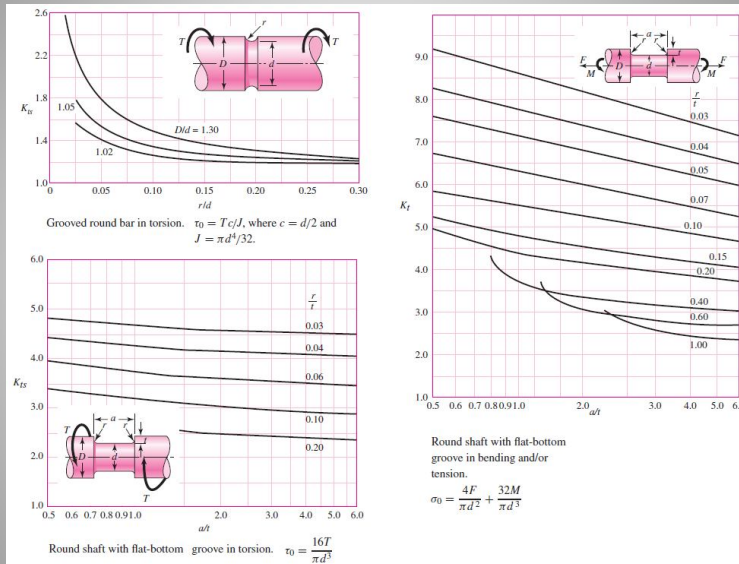 2.6
2.2
1.8
1.4
1.0
K_ts
T
r
D
d
T
1.05
1.02
D/d = 1.30
0
0.05
0.10
0.15
0.20
0.25
0.30
r/d
Grooved round bar in torsion. τ₀ = Tc/J, where c = d/2 and
J = πd⁴/32.
6.0
5.0
4.0
3.0
2.0
1.0
K_ts
r/t
0.03
0.04
0.06
0.10
0.20
T
a
r
r
t
D
d
T
0.5 0.6 0.7 0.8 0.9 1.0
2.0
3.0
4.0
5.0 6.0
a/t
Round shaft with flat-bottom groove in torsion. τ₀ = 16T/πd³
9.0
8.0
7.0
6.0
5.0
4.0
3.0
2.0
1.0
K_t
a
r
r
t
F
M
D
d
F
M
r/t
0.03
0.04
0.05
0.07
0.10
0.15
0.20
0.40
0.60
1.00
0.5 0.6 0.7 0.8 0.9 1.0
2.0
3.0
4.0
5.0
a/t
Round shaft with flat-bottom
groove in bending and/or
tension.
σ₀ = 4F/πd² + 32M/πd³